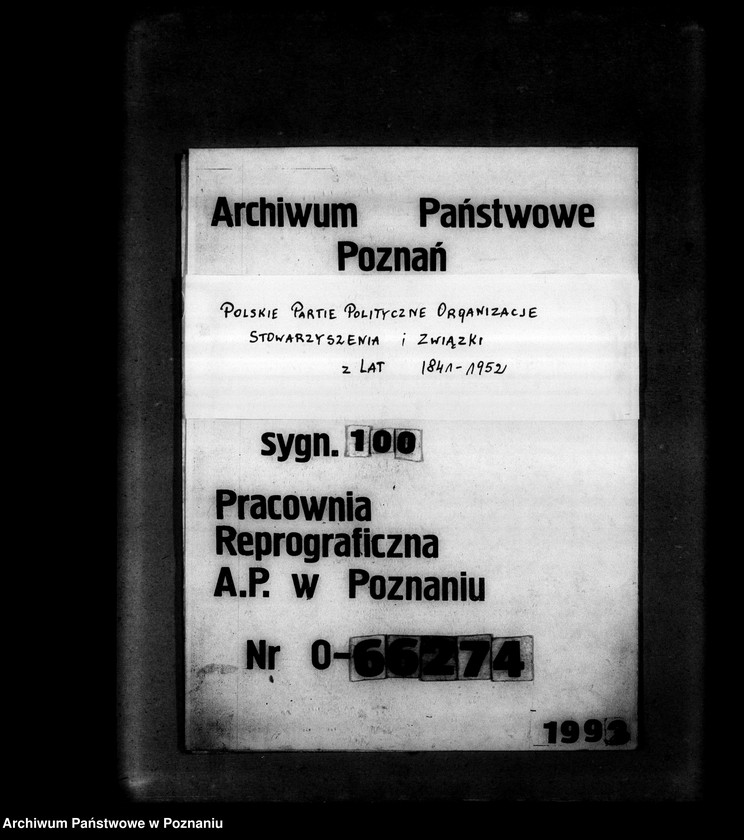 Archiwum Państwowe
Poznań
POLSKIE PARTIE POLITYCZNE ORGANIZACJE
STOWARZYSZENIA i ZWIĄZKI
z LAT 1841-1952
sygn. 100
Pracownia
Reprograficzna
A.P. w Poznaniu
Nr 0-66274
Archiwum Państwowe w Poznaniu